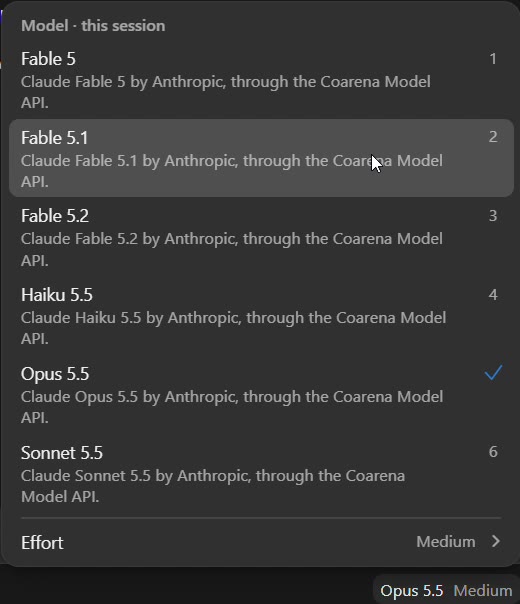 Model · this session
Fable 5 1
Claude Fable 5 by Anthropic, through the Coarena Model
API.
Fable 5.1 2
Claude Fable 5.1 by Anthropic, through the Coarena Model
API.
Fable 5.2 3
Claude Fable 5.2 by Anthropic, through the Coarena Model
API.
Haiku 5.5 4
Claude Haiku 5.5 by Anthropic, through the Coarena Model
API.
Opus 5.5
Claude Opus 5.5 by Anthropic, through the Coarena Model
API.
Sonnet 5.5 6
Claude Sonnet 5.5 by Anthropic, through the Coarena
Model API.
Effort Medium
Opus 5.5 Medium